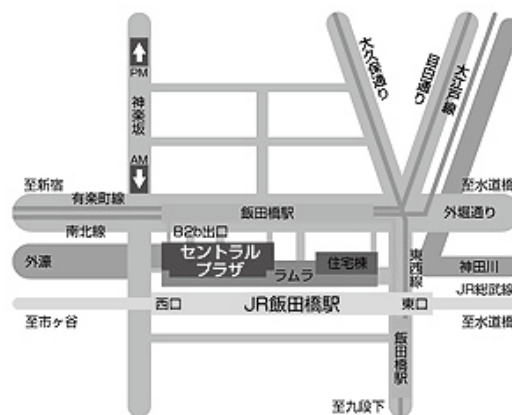 PM
神楽坂
AM
大久保通り
目白通り
大江戸線
至新宿
至水道橋
有楽町線
飯田橋駅
外堀通り
南北線
B2b出口
外濠
セントラル
プラザ
ラムラ
住宅棟
東西線
神田川
JR総武線
西口
JR飯田橋駅
東口
至市ヶ谷
飯田橋駅
至水道橋
至九段下